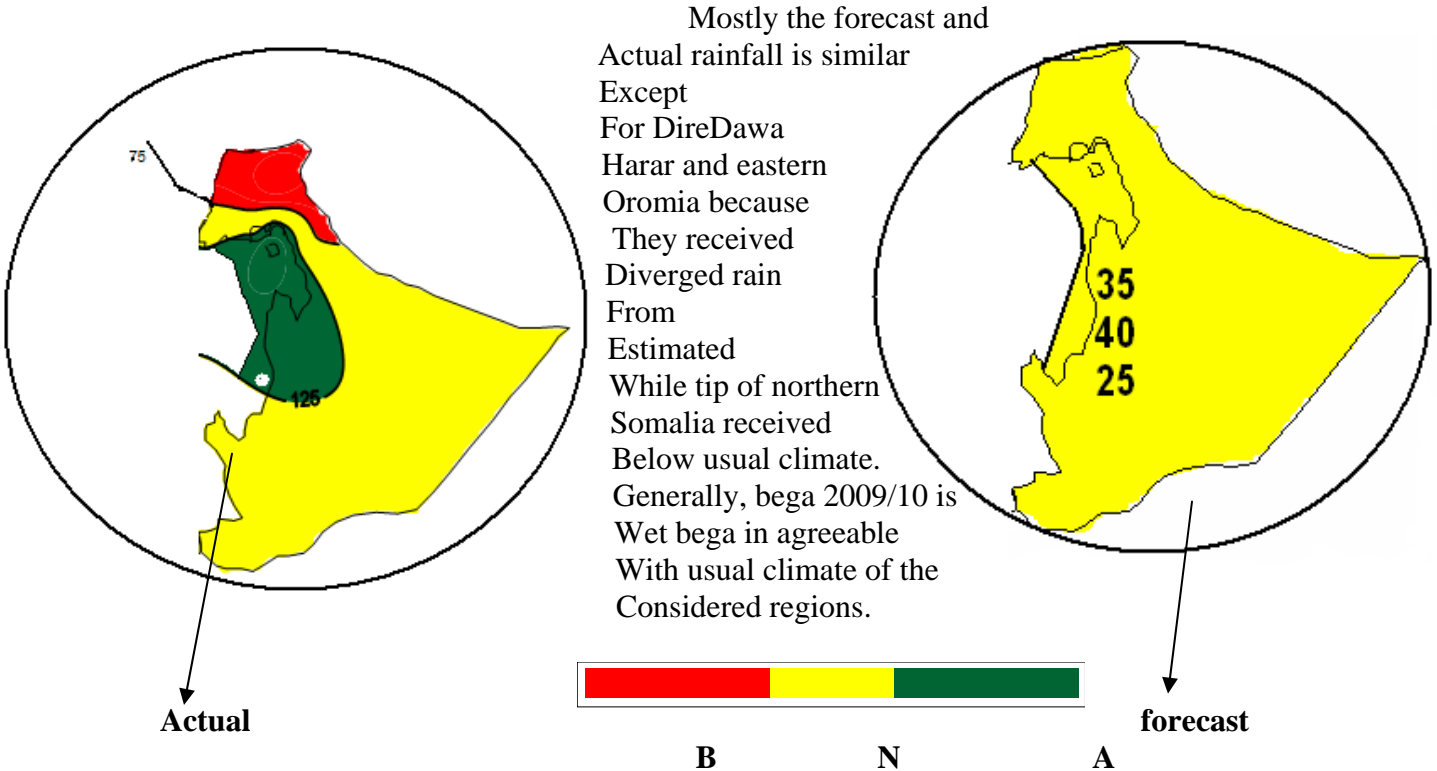 Mostly the forecast and
Actual rainfall is similar
Except
For DireDawa
Harar and eastern
Oromia because
They received
Diverged rain
From
Estimated
While tip of northern
Somalia received
Below usual climate.
Generally, bega 2009/10 is
Wet bega in agreeable
With usual climate of the
Considered regions.
75
125
35
40
25
Actual
forecast
B N A